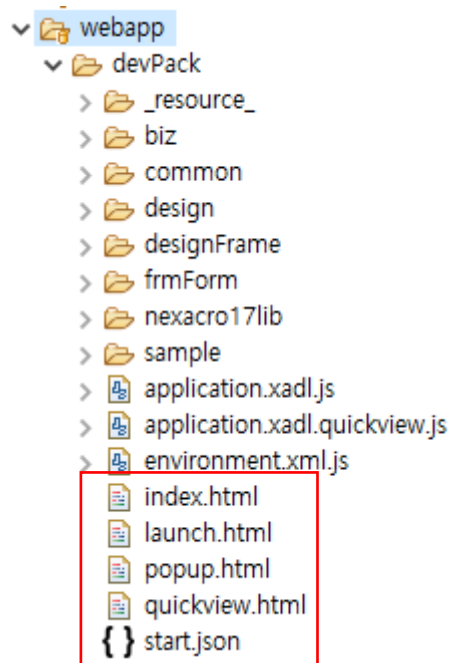 webapp
devPack
_resource_
biz
common
design
designFrame
frmForm
nexacro17lib
sample
application.xadl.js
application.xadl.quickview.js
environment.xml.js
index.html
launch.html
popup.html
quickview.html
{ } start.json